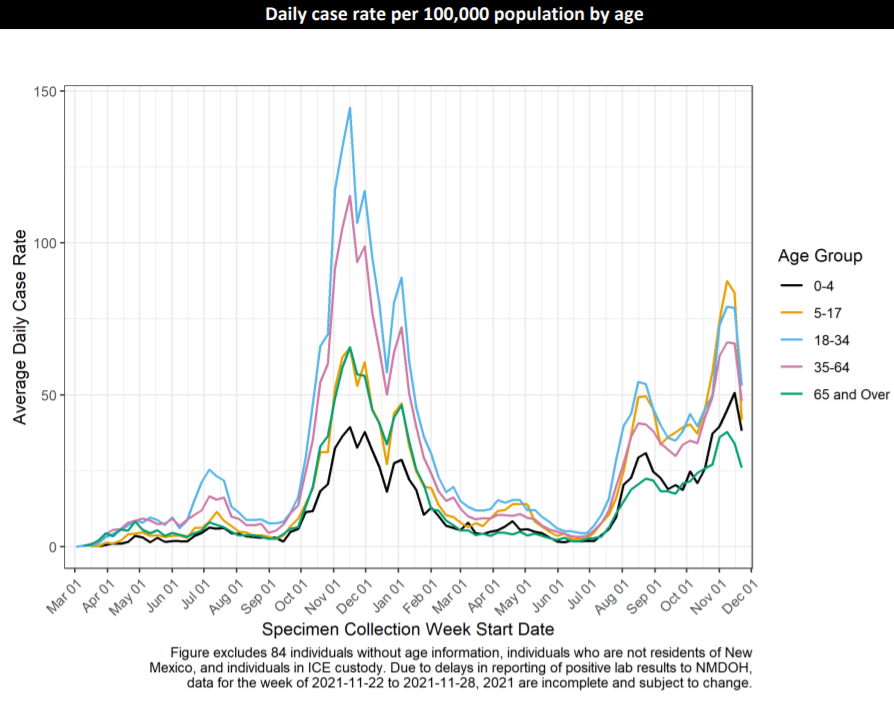 Daily case rate per 100,000 population by age
150
100
50
0
Average Daily Case Rate
Mar 01
Apr 01
May 01
Jun 01
Jul 01
Aug 01
Sep 01
Oct 01
Nov 01
Dec 01
Jan 01
Feb 01
Mar 01
Apr 01
May 01
Jun 01
Jul 01
Aug 01
Sep 01
Oct 01
Nov 01
Dec 01
Specimen Collection Week Start Date
Age Group
0-4
5-17
18-34
35-64
65 and Over
Figure excludes 84 individuals without age information, individuals who are not residents of New
Mexico, and individuals in ICE custody. Due to delays in reporting of positive lab results to NMDOH,
data for the week of 2021-11-22 to 2021-11-28, 2021 are incomplete and subject to change.